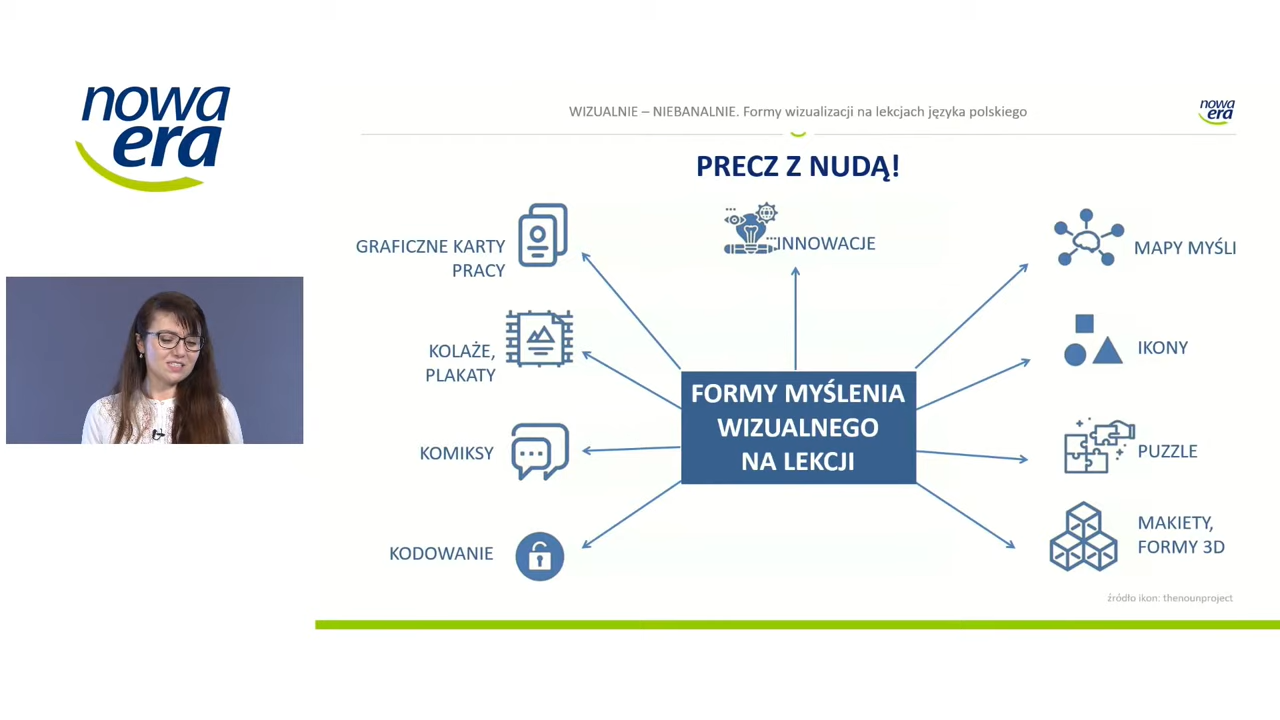 nowa
era
WIZUALNIE – NIEBANALNIE. Formy wizualizacji na lekcjach języka polskiego
nowa
era
PRECZ Z NUDĄ!
GRAFICZNE KARTY
PRACY
INNOWACJE
MAPY MYŚLI
KOLAŻE,
PLAKATY
IKONY
FORMY MYŚLENIA
WIZUALNEGO
NA LEKCJI
KOMIKSY
PUZZLE
KODOWANIE
MAKIETY,
FORMY 3D
źródło ikon: thenounproject